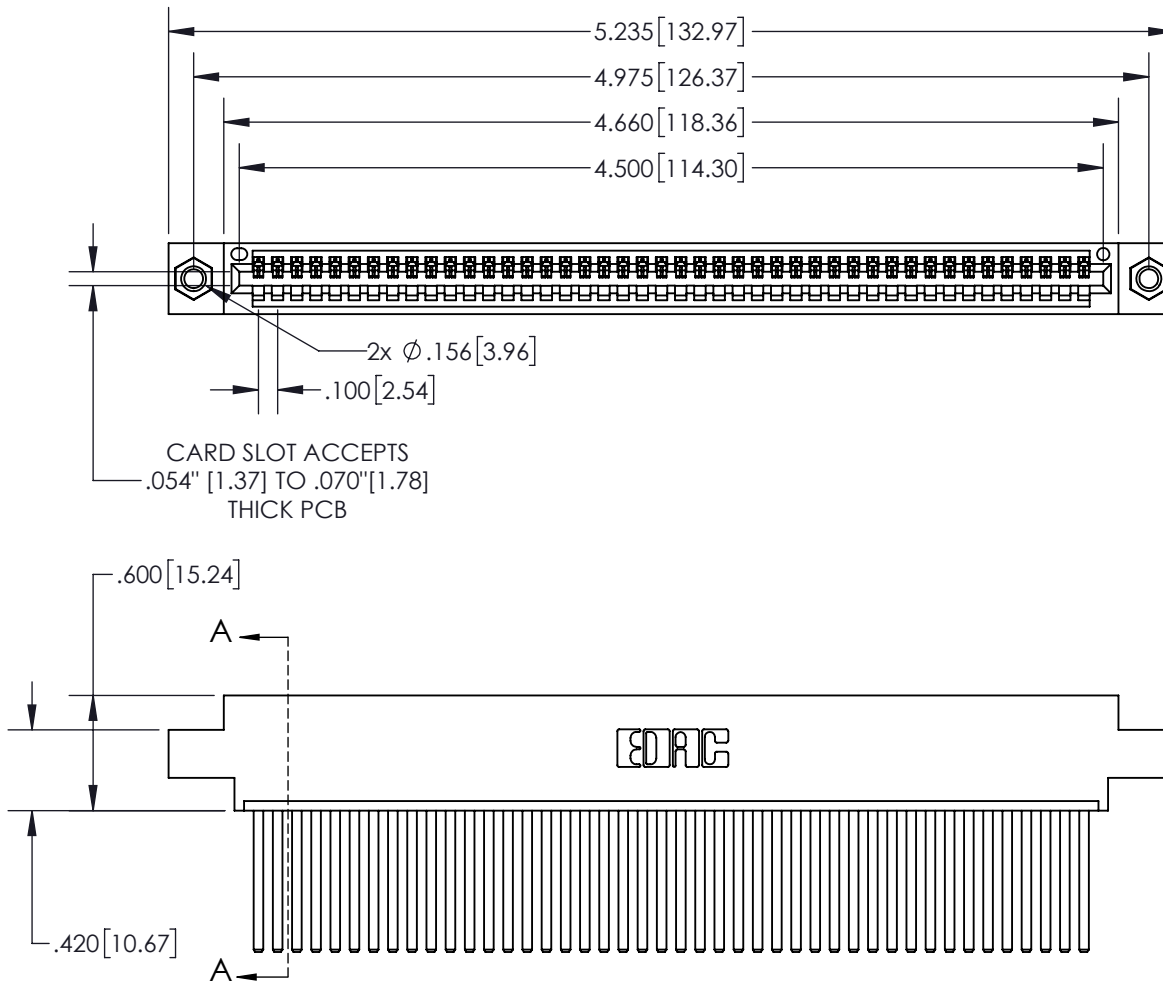 5.235[132.97]
4.975[126.37]
4.660[118.36]
4.500[114.30]
2x Ø.156[3.96]
.100[2.54]
CARD SLOT ACCEPTS
.054" [1.37] TO .070"[1.78]
THICK PCB
.600[15.24]
A
EDAC
.420[10.67]
A